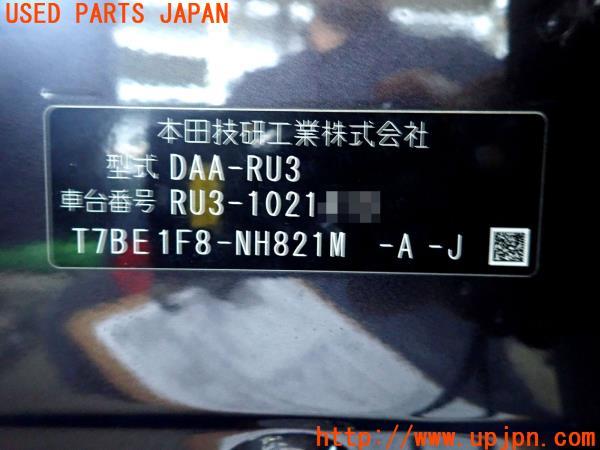 USED PARTS JAPAN
本田技研工業株式会社
型式 DAA-RU3
車台番号 RU3-1021
T7BE1F8-NH821M -A -J
http://www.upjpn.com